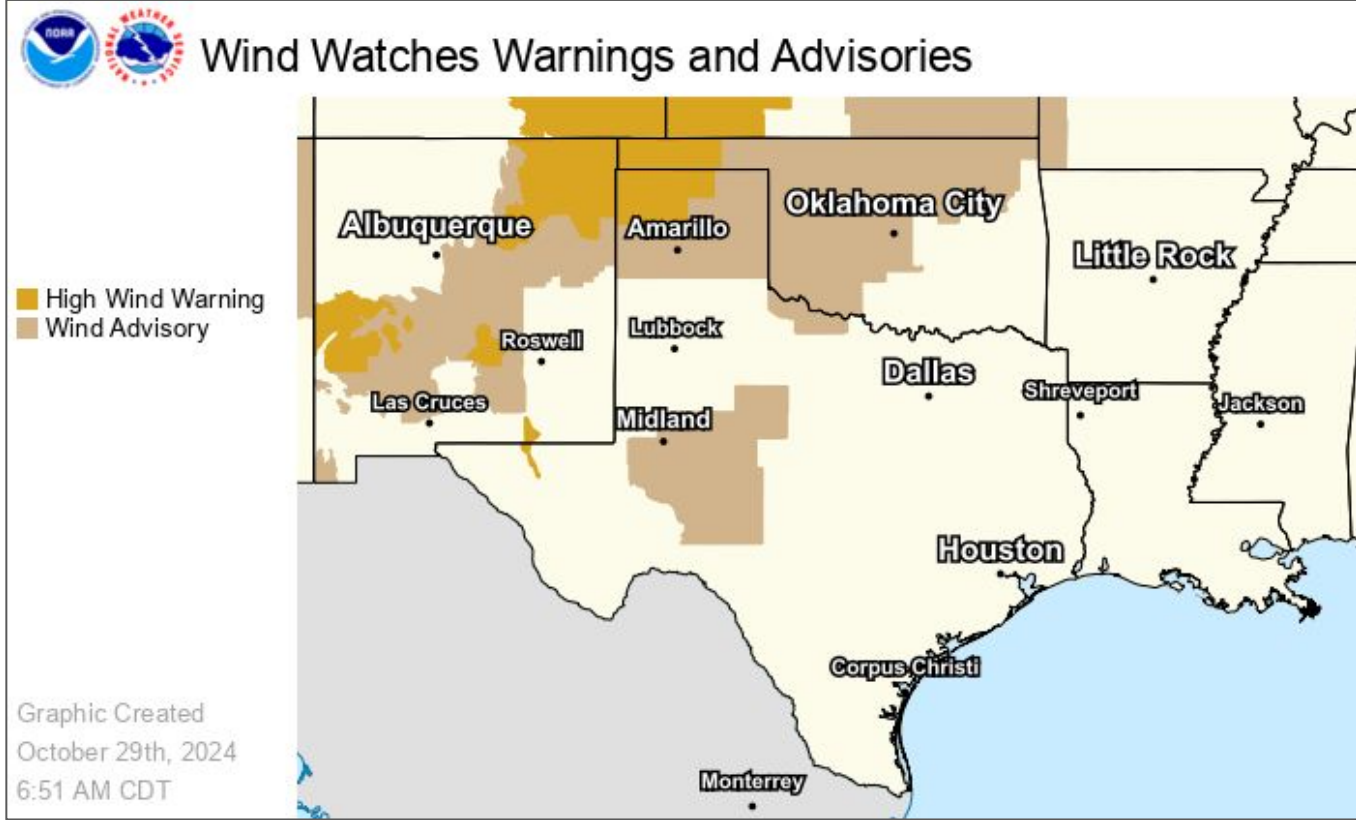 NOAA
NATIONAL WEATHER SERVICE
Wind Watches Warnings and Advisories
High Wind Warning
Wind Advisory
Albuquerque
Amarillo
Oklahoma City
Little Rock
Roswell
Lubbock
Dallas
Las Cruces
Midland
Shreveport
Jackson
Houston
Corpus Christi
Monterrey
Graphic Created
October 29th, 2024
6:51 AM CDT